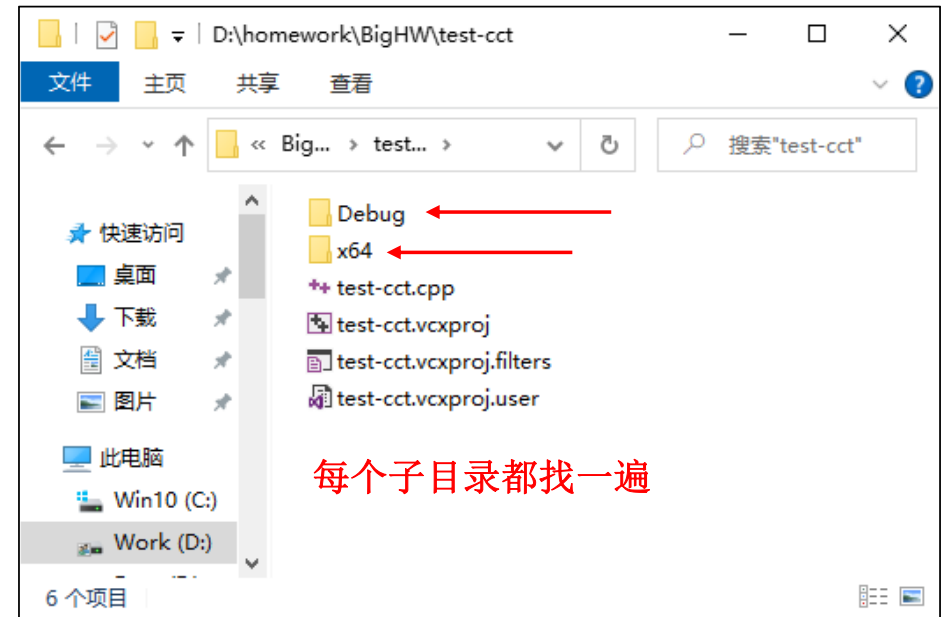 D:\homework\BigHW\test-cct
文件 主页 共享 查看
« Big... › test... › 搜索"test-cct"
快速访问
桌面
下载
文档
图片
此电脑
Win10 (C:)
Work (D:)
Debug
x64
test-cct.cpp
test-cct.vcxproj
test-cct.vcxproj.filters
test-cct.vcxproj.user
每个子目录都找一遍
6 个项目